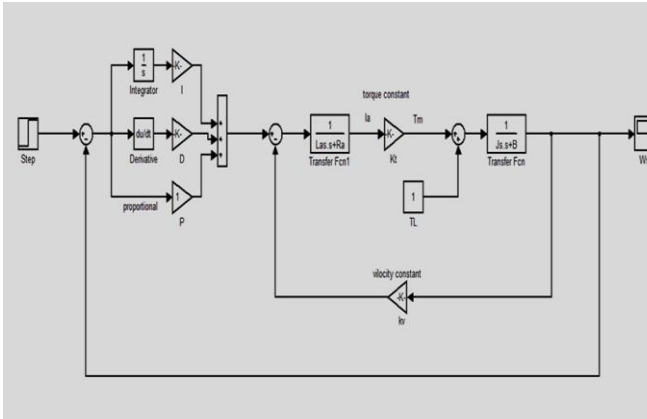 1
s
-K-
Integrator
I
torque constant
Ia
Tm
Step
du/dt
Derivative
-K-
D
1
Las.s+Ra
Transfer Fcn1
-K-
Kt
1
Js.s+B
Transfer Fcn
proportional
1
P
1
TL
vilocity constant
-K-
kv